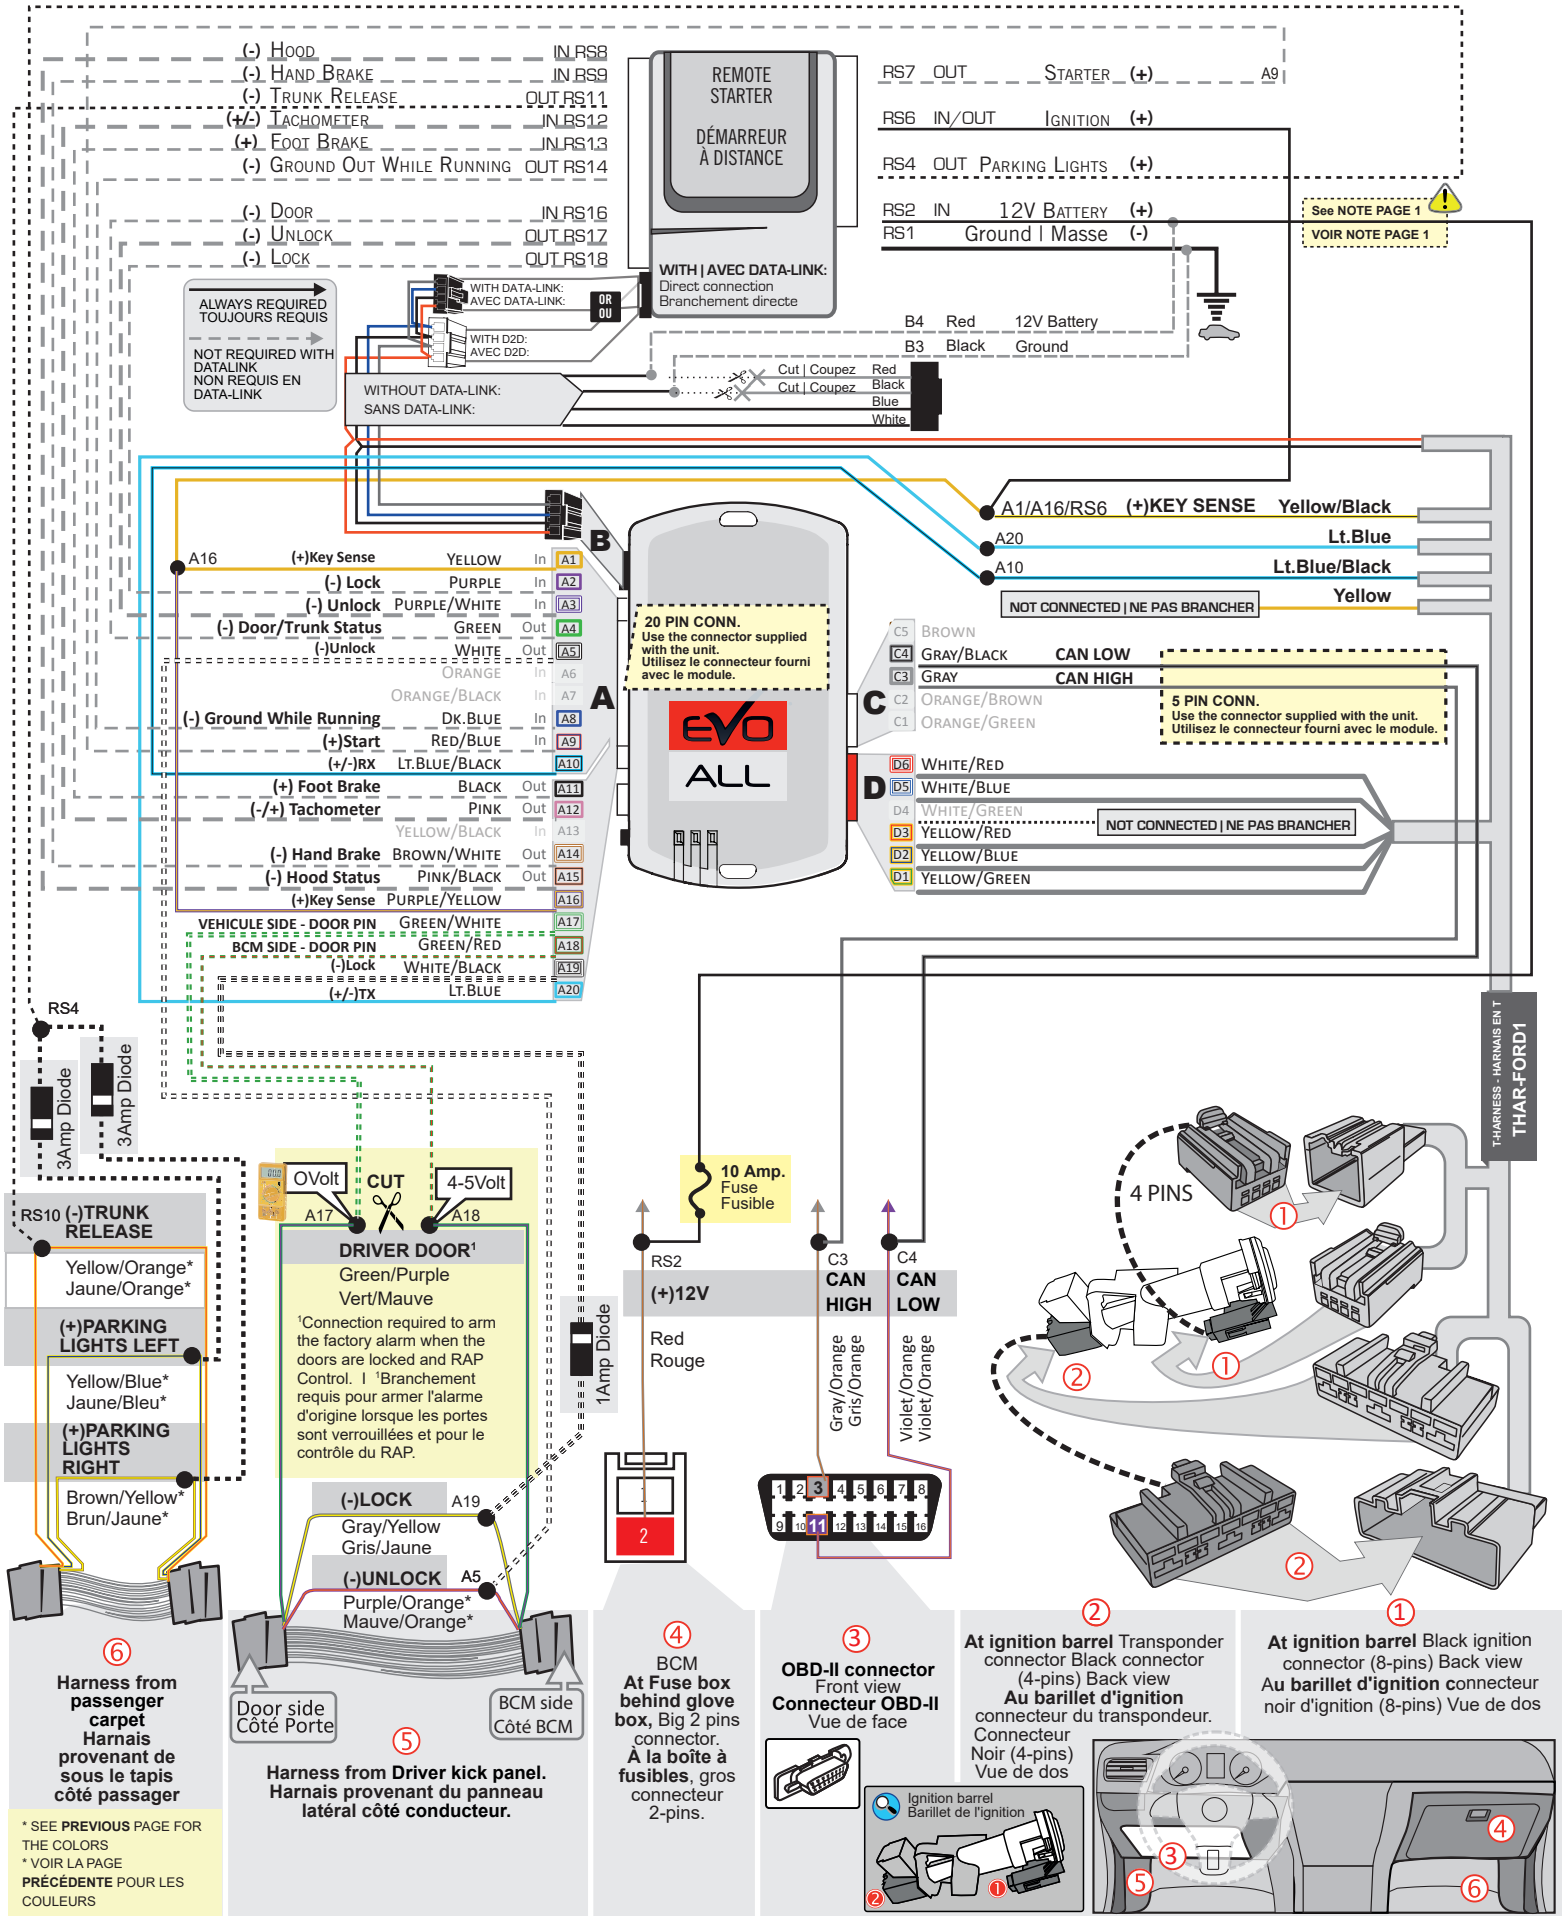 (-) HOOD IN RS8
(-) HAND BRAKE IN RS9
(-) TRUNK RELEASE OUT RS11
(+/-) TACHOMETER IN RS12
(+) FOOT BRAKE IN RS13
(-) GROUND OUT WHILE RUNNING OUT RS14
(-) DOOR IN RS16
(-) UNLOCK OUT RS17
(-) LOCK OUT RS18
REMOTE
STARTER
DÉMARREUR
À DISTANCE
WITH | AVEC DATA-LINK:
Direct connection
Branchement directe
RS7 OUT STARTER (+) A9
RS6 IN/OUT IGNITION (+)
RS4 OUT PARKING LIGHTS (+)
RS2 IN 12V BATTERY (+)
RS1 Ground | Masse (-)
See NOTE PAGE 1
VOIR NOTE PAGE 1
ALWAYS REQUIRED
TOUJOURS REQUIS
NOT REQUIRED WITH
DATALINK
NON REQUIS EN
DATA-LINK
WITH DATA-LINK:
AVEC DATA-LINK:
OR
OU
WITH D2D:
AVEC D2D:
WITHOUT DATA-LINK:
SANS DATA-LINK:
B4 Red 12V Battery
B3 Black Ground
Cut | Coupez Red
Cut | Coupez Black
Blue
White
A1/A16/RS6 (+)KEY SENSE Yellow/Black
A20 Lt.Blue
A10 Lt.Blue/Black
NOT CONNECTED | NE PAS BRANCHER Yellow
B
A16 (+)Key Sense YELLOW In A1
(-) Lock PURPLE In A2
(-) Unlock PURPLE/WHITE In A3
(-) Door/Trunk Status GREEN Out A4
(-)Unlock WHITE Out A5
ORANGE In A6
ORANGE/BLACK In A7
(-) Ground While Running DK.BLUE In A8
(+)Start RED/BLUE In A9
(+/-)RX LT.BLUE/BLACK A10
(+) Foot Brake BLACK Out A11
(-/+) Tachometer PINK Out A12
YELLOW/BLACK In A13
(-) Hand Brake BROWN/WHITE Out A14
(-) Hood Status PINK/BLACK Out A15
(+)Key Sense PURPLE/YELLOW A16
VEHICULE SIDE - DOOR PIN GREEN/WHITE A17
BCM SIDE - DOOR PIN GREEN/RED A18
(-)Lock WHITE/BLACK A19
(+/-)TX LT.BLUE A20
A
20 PIN CONN.
Use the connector supplied
with the unit.
Utilisez le connecteur fourni
avec le module.
EVO
ALL
C
C5 BROWN
C4 GRAY/BLACK CAN LOW
C3 GRAY CAN HIGH
C2 ORANGE/BROWN
C1 ORANGE/GREEN
5 PIN CONN.
Use the connector supplied with the unit.
Utilisez le connecteur fourni avec le module.
D
D6 WHITE/RED
D5 WHITE/BLUE
D4 WHITE/GREEN
NOT CONNECTED | NE PAS BRANCHER
D3 YELLOW/RED
D2 YELLOW/BLUE
D1 YELLOW/GREEN
T-HARNESS - HARNAIS EN T
THAR-FORD1
RS4
3Amp Diode
3Amp Diode
RS10 (-)TRUNK
RELEASE
Yellow/Orange*
Jaune/Orange*
(+)PARKING
LIGHTS LEFT
Yellow/Blue*
Jaune/Bleu*
(+)PARKING
LIGHTS
RIGHT
Brown/Yellow*
Brun/Jaune*
6
Harness from
passenger
carpet
Harnais
provenant de
sous le tapis
côté passager
* SEE PREVIOUS PAGE FOR
THE COLORS
* VOIR LA PAGE
PRÉCÉDENTE POUR LES
COULEURS
0Volt
CUT
4-5Volt
A17
A18
DRIVER DOOR¹
Green/Purple
Vert/Mauve
¹Connection required to arm
the factory alarm when the
doors are locked and RAP
Control. | ¹Branchement
requis pour armer l'alarme
d'origine lorsque les portes
sont verrouillées et pour le
contrôle du RAP.
(-)LOCK A19
Gray/Yellow
Gris/Jaune
(-)UNLOCK A5
Purple/Orange*
Mauve/Orange*
Door side
Côté Porte
BCM side
Côté BCM
5
Harness from Driver kick panel.
Harnais provenant du panneau
latéral côté conducteur.
1Amp Diode
10 Amp.
Fuse
Fusible
RS2
(+)12V
Red
Rouge
1
2
4
BCM
At Fuse box
behind glove
box, Big 2 pins
connector.
À la boîte à
fusibles, gros
connecteur
2-pins.
C3
CAN
HIGH
C4
CAN
LOW
Gray/Orange
Gris/Orange
Violet/Orange
Violet/Orange
1 2 3 4 5 6 7 8
9 10 11 12 13 14 15 16
3
OBD-II connector
Front view
Connecteur OBD-II
Vue de face
4 PINS
1
1
2
2
2
At ignition barrel Transponder
connector Black connector
(4-pins) Back view
Au barillet d'ignition
connecteur du transpondeur.
Connecteur
Noir (4-pins)
Vue de dos
1
At ignition barrel Black ignition
connector (8-pins) Back view
Au barillet d'ignition connecteur
noir d'ignition (8-pins) Vue de dos
Ignition barrel
Barillet de l'ignition
2
1
3
4
5
6